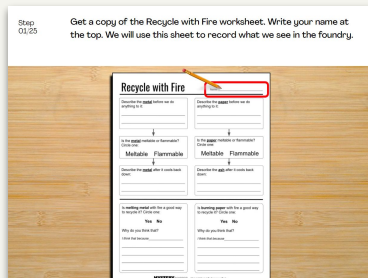 Step
01/25
Get a copy of the Recycle with Fire worksheet. Write your name at
the top. We will use this sheet to record what we see in the foundry.
Recycle with Fire
Describe the metal before we do
anything to it:
Describe the paper before we do
anything to it:
Is the metal meltable or flammable?
Circle one:
Meltable Flammable
Is the paper meltable or flammable?
Circle one:
Meltable Flammable
Describe the metal after it cools back
down:
Describe the ash after it cools back
down:
Is melting metal with fire a good way
to recycle it? Circle one:
Yes No
Why do you think that?
I think that because
Is burning paper with fire a good way
to recycle it? Circle one:
Yes No
Why do you think that?
I think that because